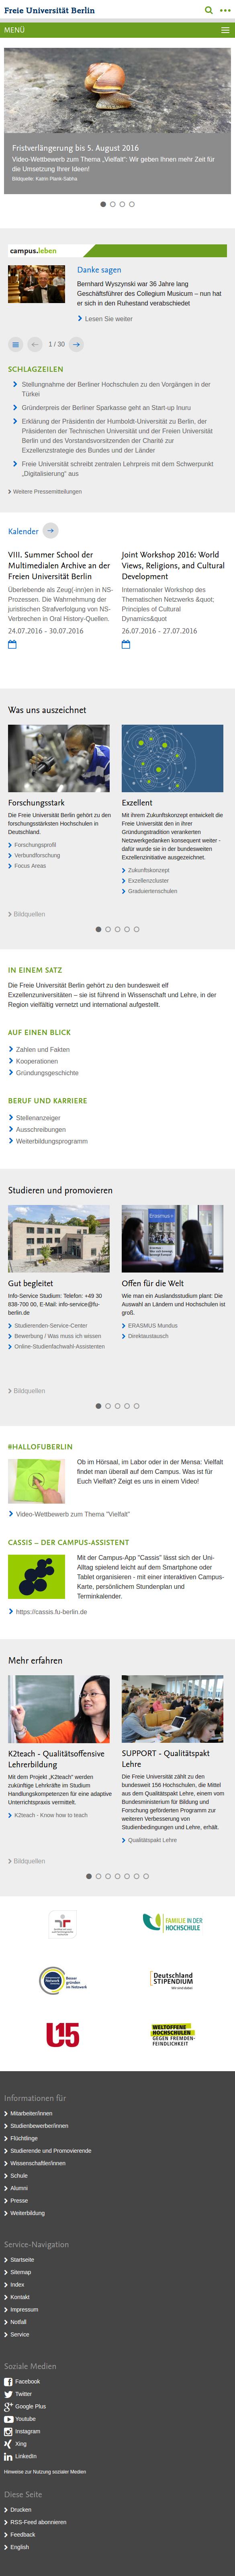 Freie Universität Berlin
MENÜ
Fristverlängerung bis 5. August 2016
Video-Wettbewerb zum Thema „Vielfalt“: Wir geben Ihnen mehr Zeit für
die Umsetzung Ihrer Ideen!
Bildquelle: Katrin Plank-Sabha
campus.leben
Danke sagen
Bernhard Wyszynski war 36 Jahre lang
Geschäftsführer des Collegium Musicum – nun hat
er sich in den Ruhestand verabschiedet
Lesen Sie weiter
1 / 30
SCHLAGZEILEN
Stellungnahme der Berliner Hochschulen zu den Vorgängen in der
Türkei
Gründerpreis der Berliner Sparkasse geht an Start-up Inuru
Erklärung der Präsidentin der Humboldt-Universität zu Berlin, der
Präsidenten der Technischen Universität und der Freien Universität
Berlin und des Vorstandsvorsitzenden der Charité zur
Exzellenzstrategie des Bundes und der Länder
Freie Universität schreibt zentralen Lehrpreis mit dem Schwerpunkt
„Digitalisierung“ aus
Weitere Pressemitteilungen
Kalender
VIII. Summer School der
Multimedialen Archive an der
Freien Universität Berlin
Überlebende als Zeug(-inn)en in NS-
Prozessen. Die Wahrnehmung der
juristischen Strafverfolgung von NS-
Verbrechen in Oral History-Quellen.
24.07.2016 - 30.07.2016
Joint Workshop 2016: World
Views, Religions, and Cultural
Development
Internationaler Workshop des
Thematischen Netzwerks &quot;
Principles of Cultural
Dynamics&quot
26.07.2016 - 27.07.2016
Was uns auszeichnet
Forschungsstark
Die Freie Universität Berlin gehört zu den
forschungsstärksten Hochschulen in
Deutschland.
Forschungsprofil
Verbundforschung
Focus Areas
Exzellent
Mit ihrem Zukunftskonzept entwickelt die
Freie Universität den in ihrer
Gründungstradition verankerten
Netzwerkgedanken konsequent weiter -
dafür wurde sie in der bundesweiten
Exzellenzinitiative ausgezeichnet.
Zukunftskonzept
Exzellenzcluster
Graduiertenschulen
Bildquellen
IN EINEM SATZ
Die Freie Universität Berlin gehört zu den bundesweit elf
Exzellenzuniversitäten – sie ist führend in Wissenschaft und Lehre, in der
Region vielfältig vernetzt und international aufgestellt.
AUF EINEN BLICK
Zahlen und Fakten
Kooperationen
Gründungsgeschichte
BERUF UND KARRIERE
Stellenanzeiger
Ausschreibungen
Weiterbildungsprogramm
Studieren und promovieren
Gut begleitet
Info-Service Studium: Telefon: +49 30
838-700 00, E-Mail: info-service@fu-
berlin.de
Studierenden-Service-Center
Bewerbung / Was muss ich wissen
Online-Studienfachwahl-Assistenten
Offen für die Welt
Wie man ein Auslandsstudium plant: Die
Auswahl an Ländern und Hochschulen ist
groß.
ERASMUS Mundus
Direktaustausch
Bildquellen
#HALLOFUBERLIN
Ob im Hörsaal, im Labor oder in der Mensa: Vielfalt
findet man überall auf dem Campus. Was ist für
Euch Vielfalt? Zeigt es uns in einem Video!
Video-Wettbewerb zum Thema "Vielfalt"
CASSIS – DER CAMPUS-ASSISTENT
Mit der Campus-App "Cassis" lässt sich der Uni-
Alltag spielend leicht auf dem Smartphone oder
Tablet organisieren - mit einer interaktiven Campus-
Karte, persönlichem Stundenplan und
Terminkalender.
https://cassis.fu-berlin.de
Mehr erfahren
K2teach - Qualitätsoffensive
Lehrerbildung
Mit dem Projekt „K2teach“ werden
zukünftige Lehrkräfte im Studium
Handlungskompetenzen für eine adaptive
Unterrichtspraxis vermittelt.
K2teach - Know how to teach
SUPPORT - Qualitätspakt
Lehre
Die Freie Universität zählt zu den
bundesweit 156 Hochschulen, die Mittel
aus dem Qualitätspakt Lehre, einem vom
Bundesministerium für Bildung und
Forschung geförderten Programm zur
weiteren Verbesserung von
Studienbedingungen und Lehre, erhält.
Qualitätspakt Lehre
Bildquellen
FAMILIE IN DER
HOCHSCHULE
Besser
gründen
im Netzwerk
Deutschland
STIPENDIUM
Wir sind dabei!
U15
WELTOFFENE
HOCHSCHULEN
GEGEN FREMDEN-
FEINDLICHKEIT
Informationen für
Mitarbeiter/innen
Studienbewerber/innen
Flüchtlinge
Studierende und Promovierende
Wissenschaftler/innen
Schule
Alumni
Presse
Weiterbildung
Service-Navigation
Startseite
Sitemap
Index
Kontakt
Impressum
Notfall
Service
Soziale Medien
Facebook
Twitter
Google Plus
Youtube
Instagram
Xing
LinkedIn
Hinweise zur Nutzung sozialer Medien
Diese Seite
Drucken
RSS-Feed abonnieren
Feedback
English